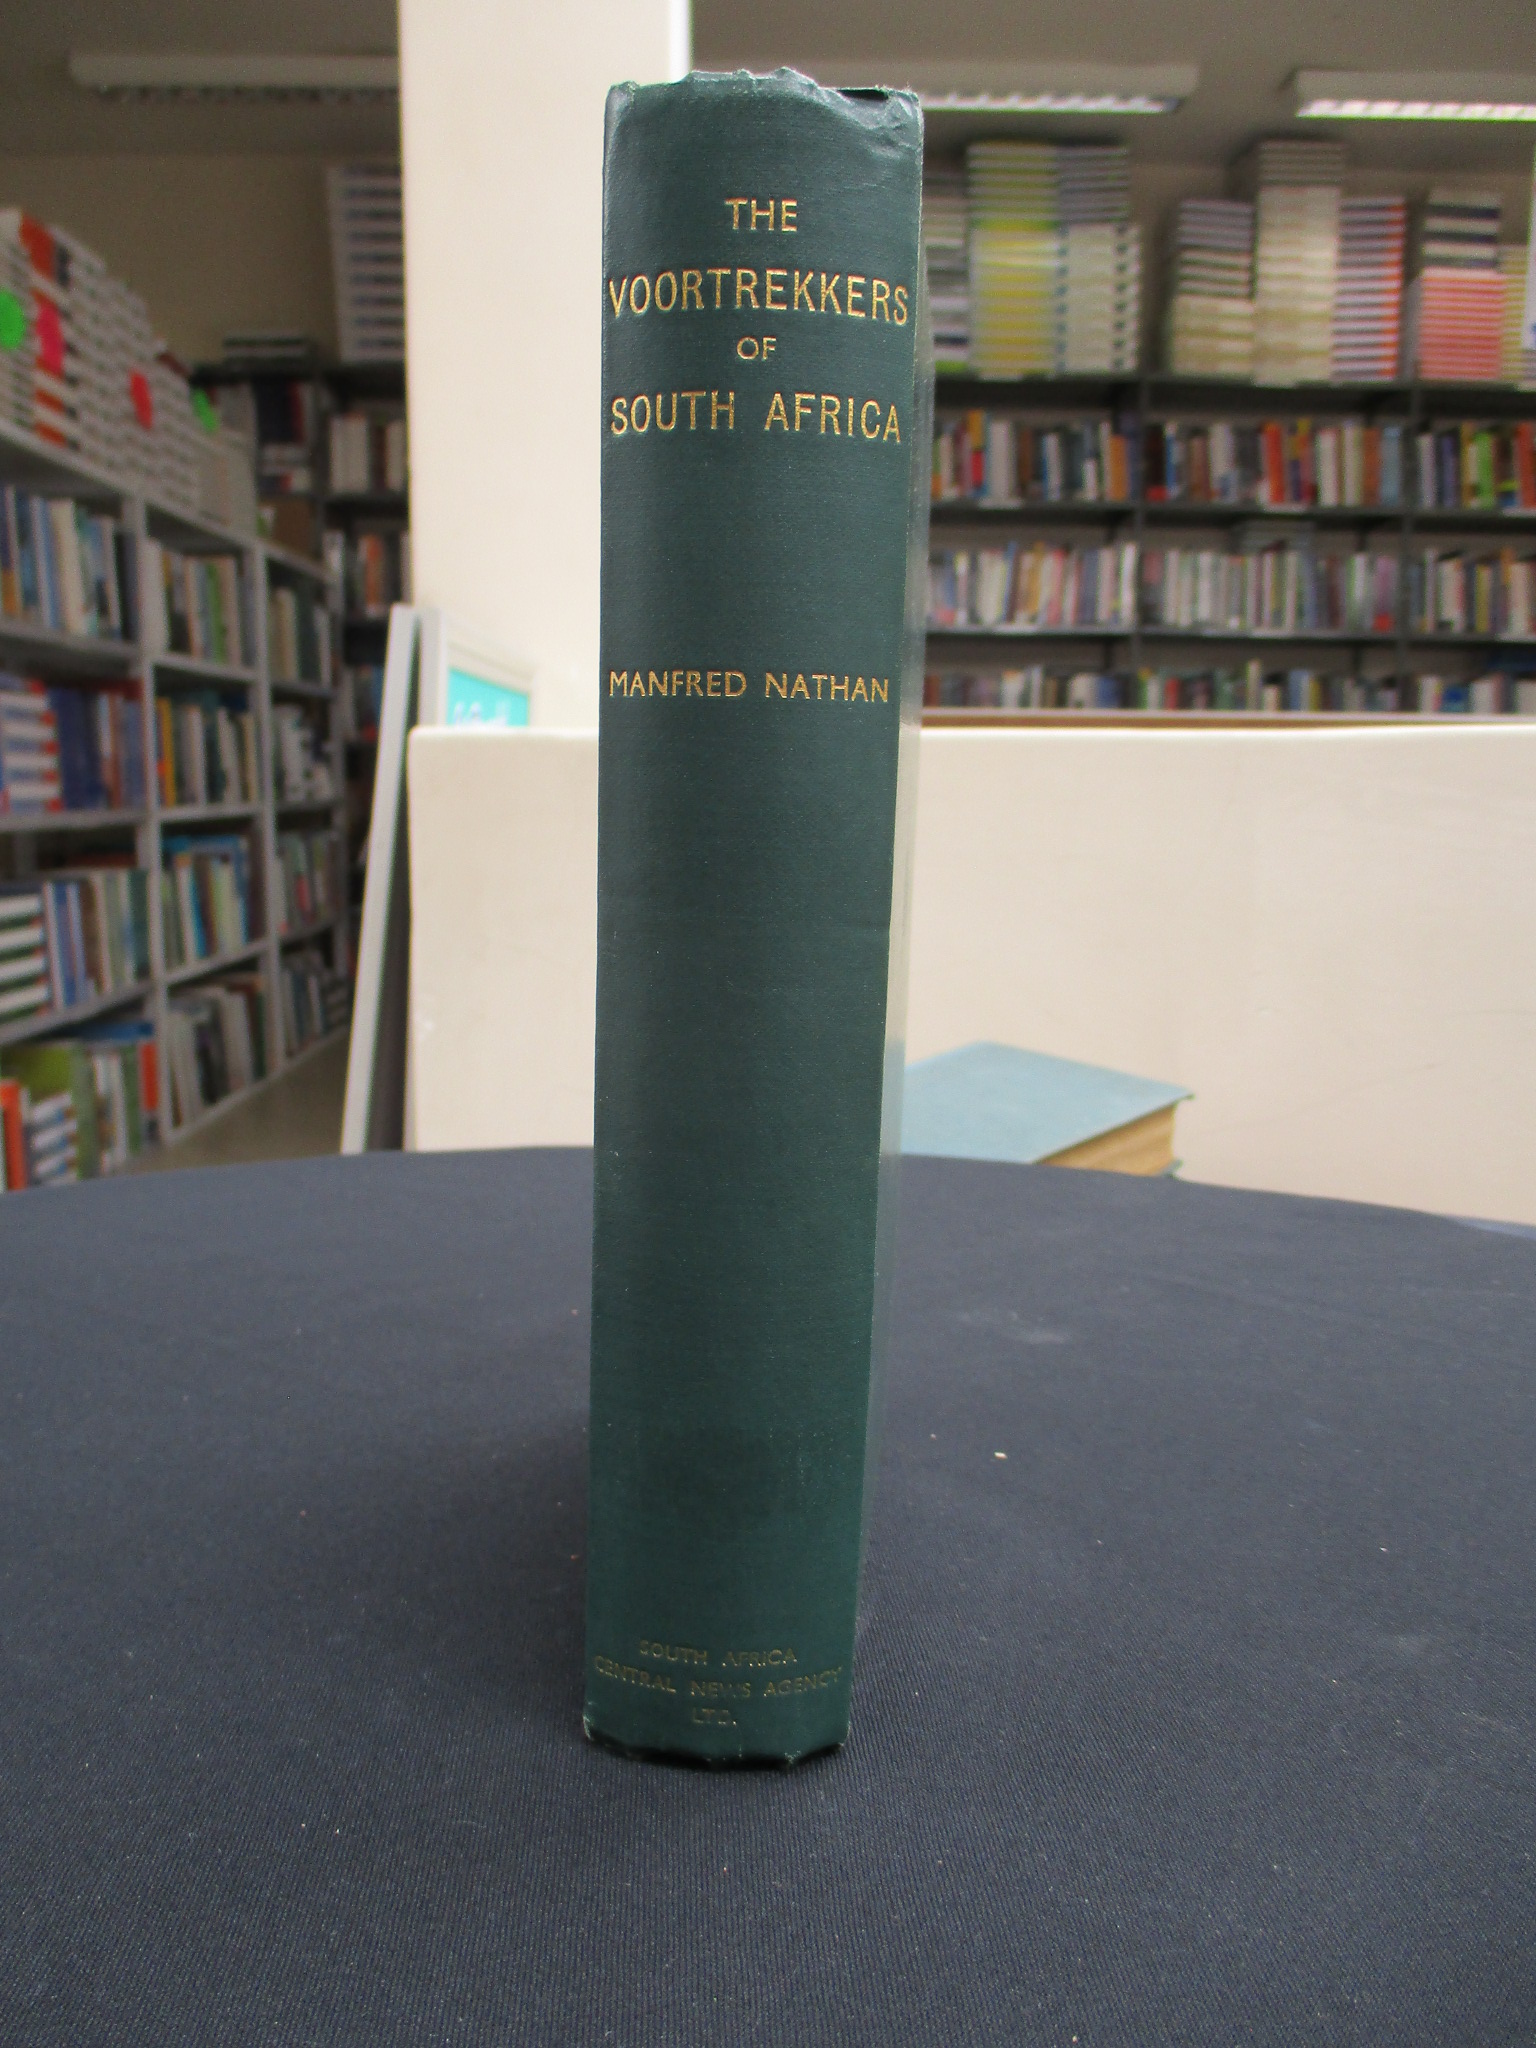 THE
VOORTREKKERS
OF
SOUTH AFRICA
MANFRED NATHAN
SOUTH AFRICA
CENTRAL NEWS AGENCY
LTD.